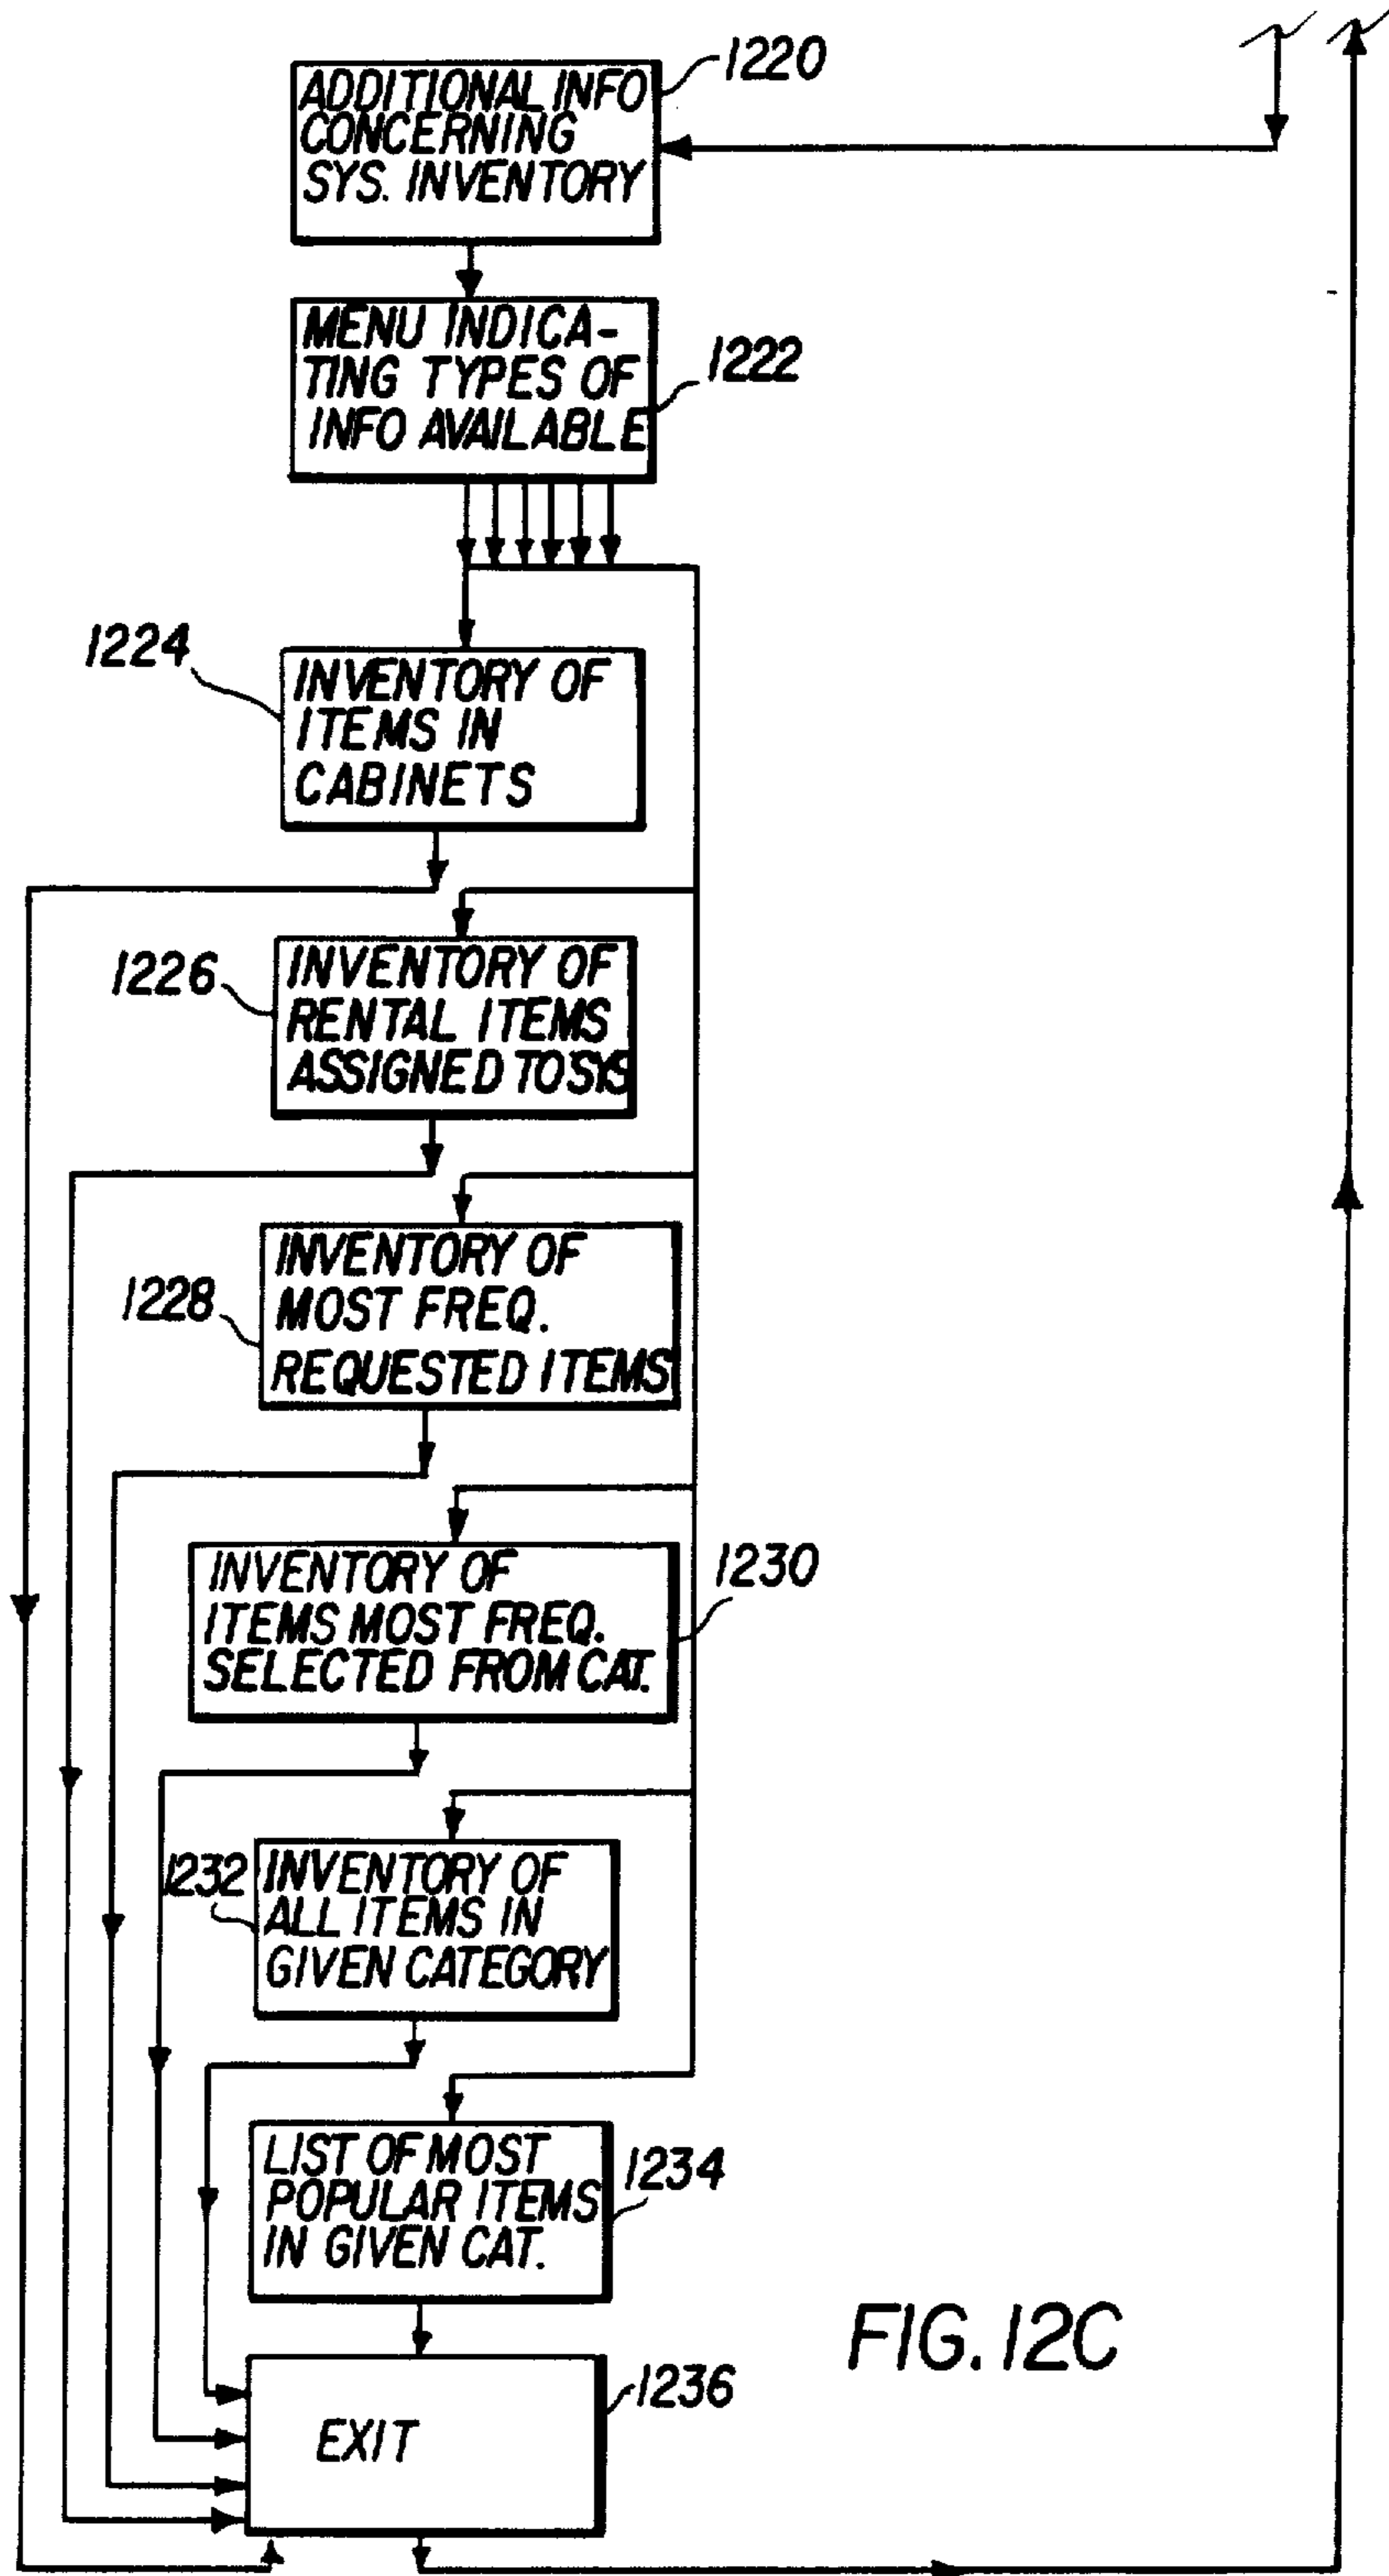 1220
ADDITIONAL INFO
CONCERNING
SYS. INVENTORY
MENU INDICA-
TING TYPES OF
INFO AVAILABLE
1222
1224
INVENTORY OF
ITEMS IN
CABINETS
1226
INVENTORY OF
RENTAL ITEMS
ASSIGNED TO SYS
1228
INVENTORY OF
MOST FREQ.
REQUESTED ITEMS
1230
INVENTORY OF
ITEMS MOST FREQ.
SELECTED FROM CAT.
1232
INVENTORY OF
ALL ITEMS IN
GIVEN CATEGORY
LIST OF MOST
POPULAR ITEMS
IN GIVEN CAT.
1234
EXIT
1236
FIG. 12C